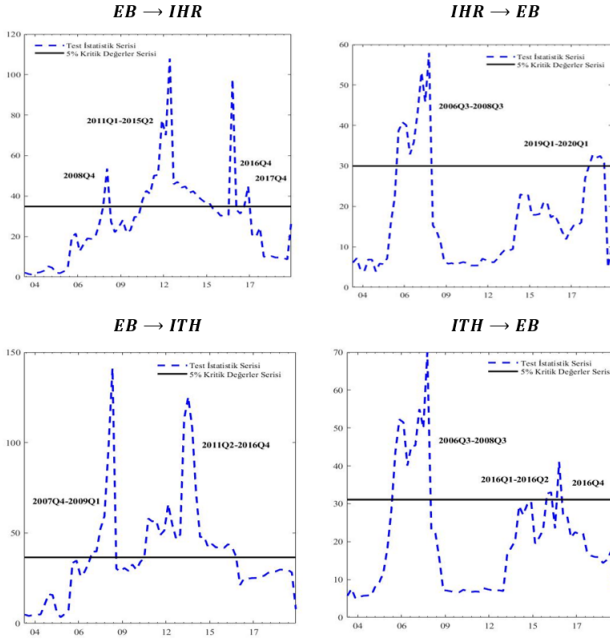 EB → IHR
IHR → EB
120
100
80
60
40
20
0
Test İstatistik Serisi
5% Kritik Değerler Serisi
2011Q1-2015Q2
2008Q4
2016Q4
2017Q4
04 06 09 12 15 17
60
50
40
30
20
10
0
Test İstatistik Serisi
5% Kritik Değerler Serisi
2006Q3-2008Q3
2019Q1-2020Q1
04 06 09 12 15 17
EB → ITH
ITH → EB
150
100
50
0
Test İstatistik Serisi
5% Kritik Değerler Serisi
2011Q2-2016Q4
2007Q4-2009Q1
04 06 09 12 15 17
70
60
50
40
30
20
10
0
Test İstatistik Serisi
5% Kritik Değerler Serisi
2006Q3-2008Q3
2016Q1-2016Q2
2016Q4
04 06 09 12 15 17